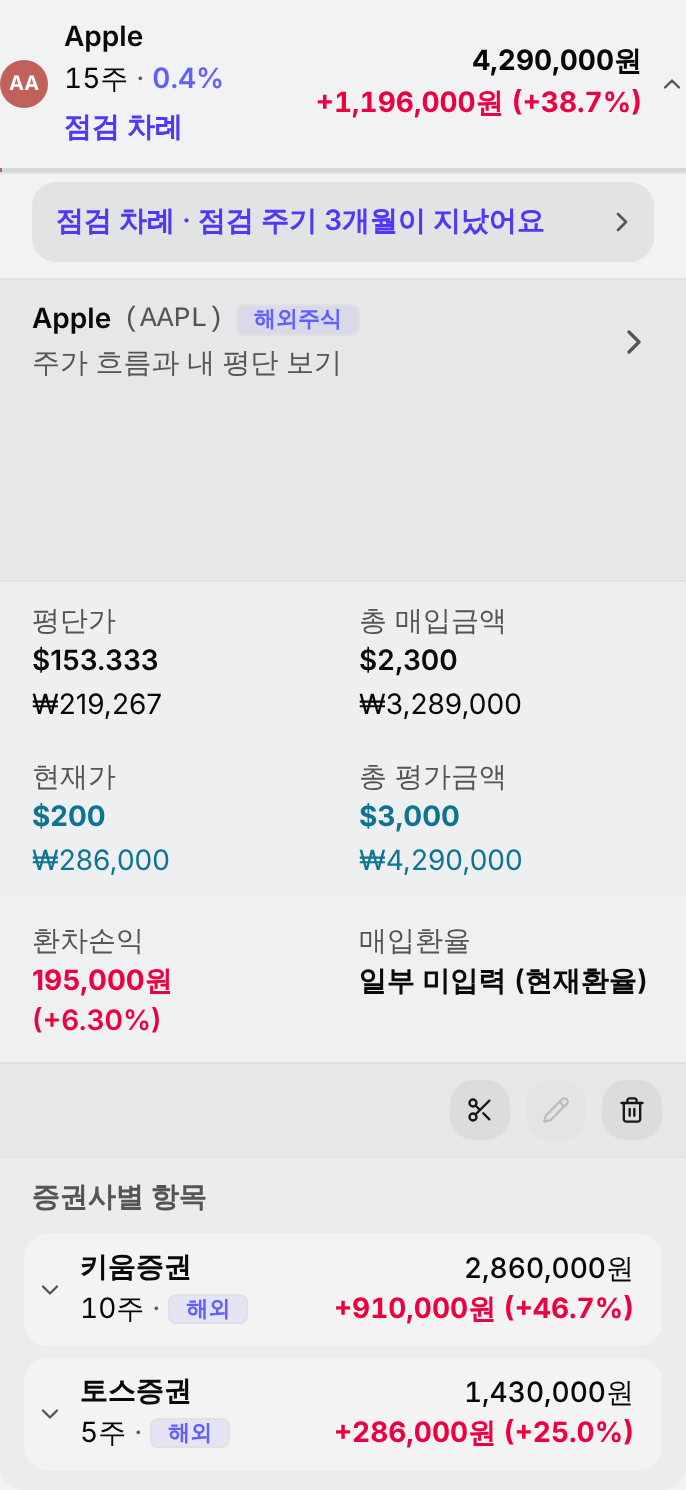 Apple
AA
15주 · 0.4%
점검 차례
4,290,000원
+1,196,000원 (+38.7%)
점검 차례 · 점검 주기 3개월이 지났어요
Apple (AAPL) 해외주식
주가 흐름과 내 평단 보기
평단가
$153.333
₩219,267
총 매입금액
$2,300
₩3,289,000
현재가
$200
₩286,000
총 평가금액
$3,000
₩4,290,000
환차손익
195,000원
(+6.30%)
매입환율
일부 미입력 (현재환율)
증권사별 항목
키움증권
10주 · 해외
2,860,000원
+910,000원 (+46.7%)
토스증권
5주 · 해외
1,430,000원
+286,000원 (+25.0%)